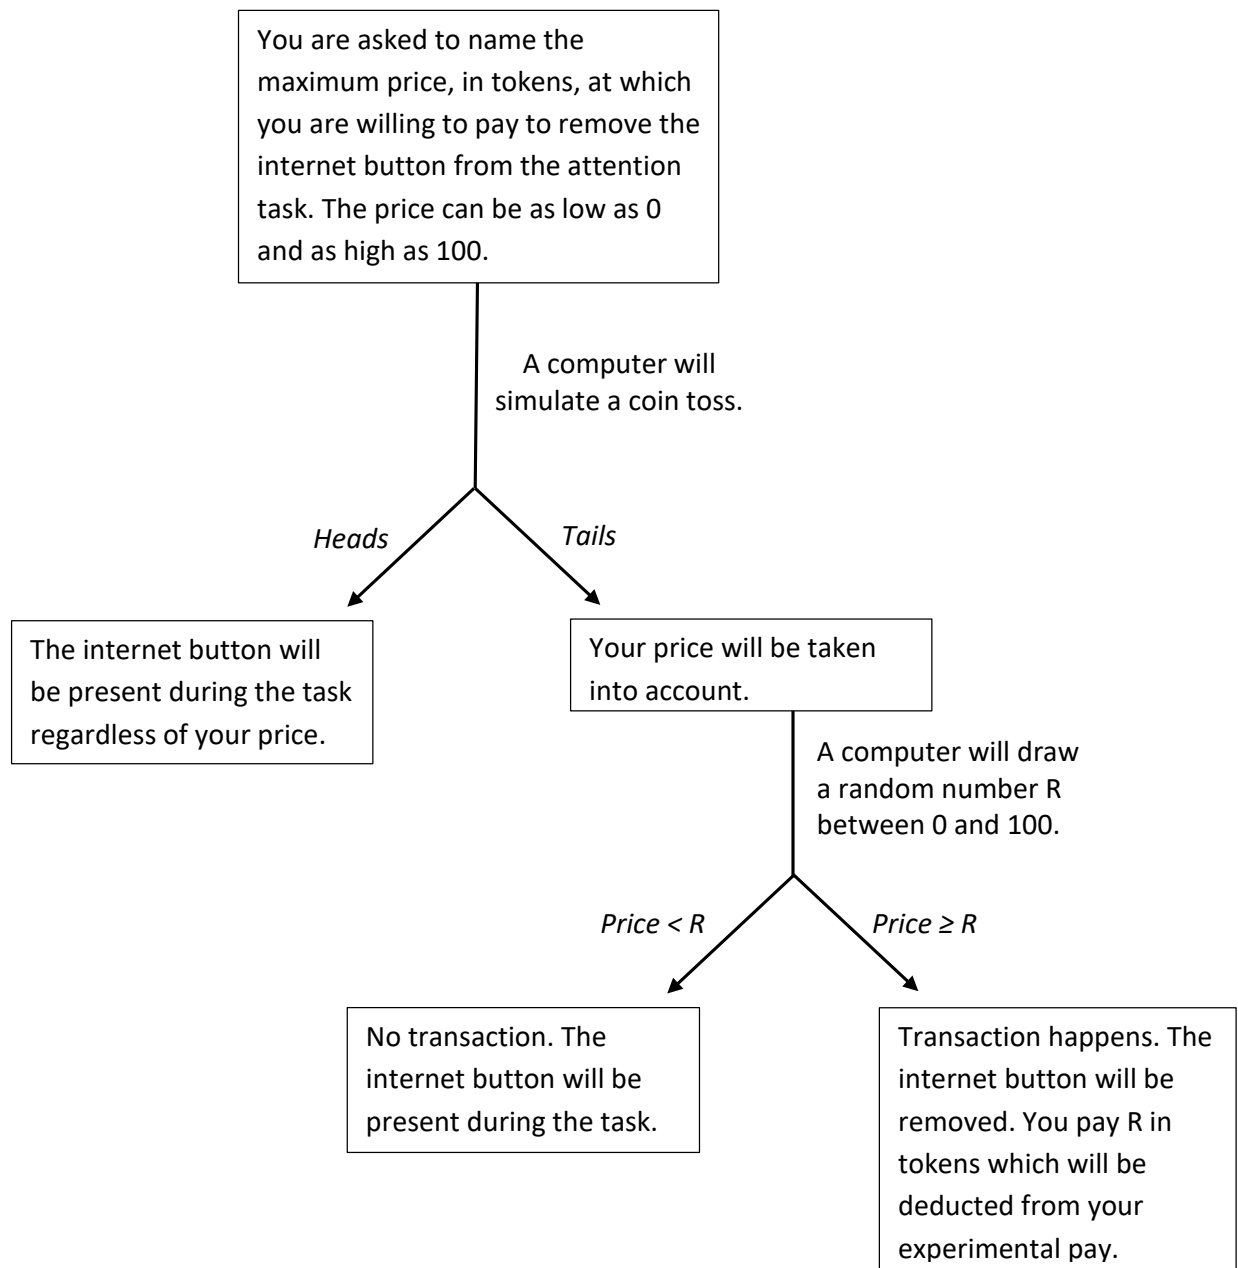 You are asked to name the
maximum price, in tokens, at which
you are willing to pay to remove the
internet button from the attention
task. The price can be as low as 0
and as high as 100.
A computer will
simulate a coin toss.
Heads
Tails
The internet button will
be present during the task
regardless of your price.
Your price will be taken
into account.
A computer will draw
a random number R
between 0 and 100.
Price < R
Price ≥ R
No transaction. The
internet button will be
present during the task.
Transaction happens. The
internet button will be
removed. You pay R in
tokens which will be
deducted from your
experimental pay.